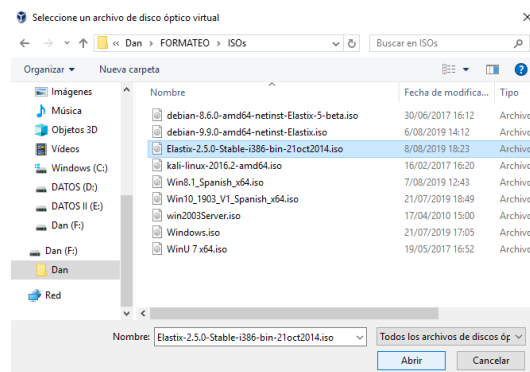 Seleccione un archivo de disco óptico virtual
« Dan > FORMATEO > ISOs
Buscar en ISOs
Organizar Nueva carpeta
Nombre Fecha de modifica... Tipo
Imágenes
Música
Objetos 3D
Vídeos
Windows (C:)
DATOS (D:)
DATOS II (E:)
Dan (F:)
Dan (F:)
Dan
Red
debian-8.6.0-amd64-netinst-Elastix-5-beta.iso 30/06/2017 16:12 Archivo
debian-9.9.0-amd64-netinst-Elastix.iso 6/08/2019 14:12 Archivo
Elastix-2.5.0-Stable-i386-bin-21oct2014.iso 8/08/2019 18:23 Archivo
kali-linux-2016.2-amd64.iso 16/02/2017 16:20 Archivo
Win8.1_Spanish_x64.iso 7/08/2019 12:43 Archivo
Win10_1903_V1_Spanish_x64.iso 21/07/2019 18:49 Archivo
win2003Server.iso 17/04/2010 15:00 Archivo
Windows.iso 21/07/2019 17:05 Archivo
WinU 7 x64.iso 19/05/2017 16:52 Archivo
Nombre: Elastix-2.5.0-Stable-i386-bin-21oct2014.iso Todos los archivos de discos óp
Abrir Cancelar